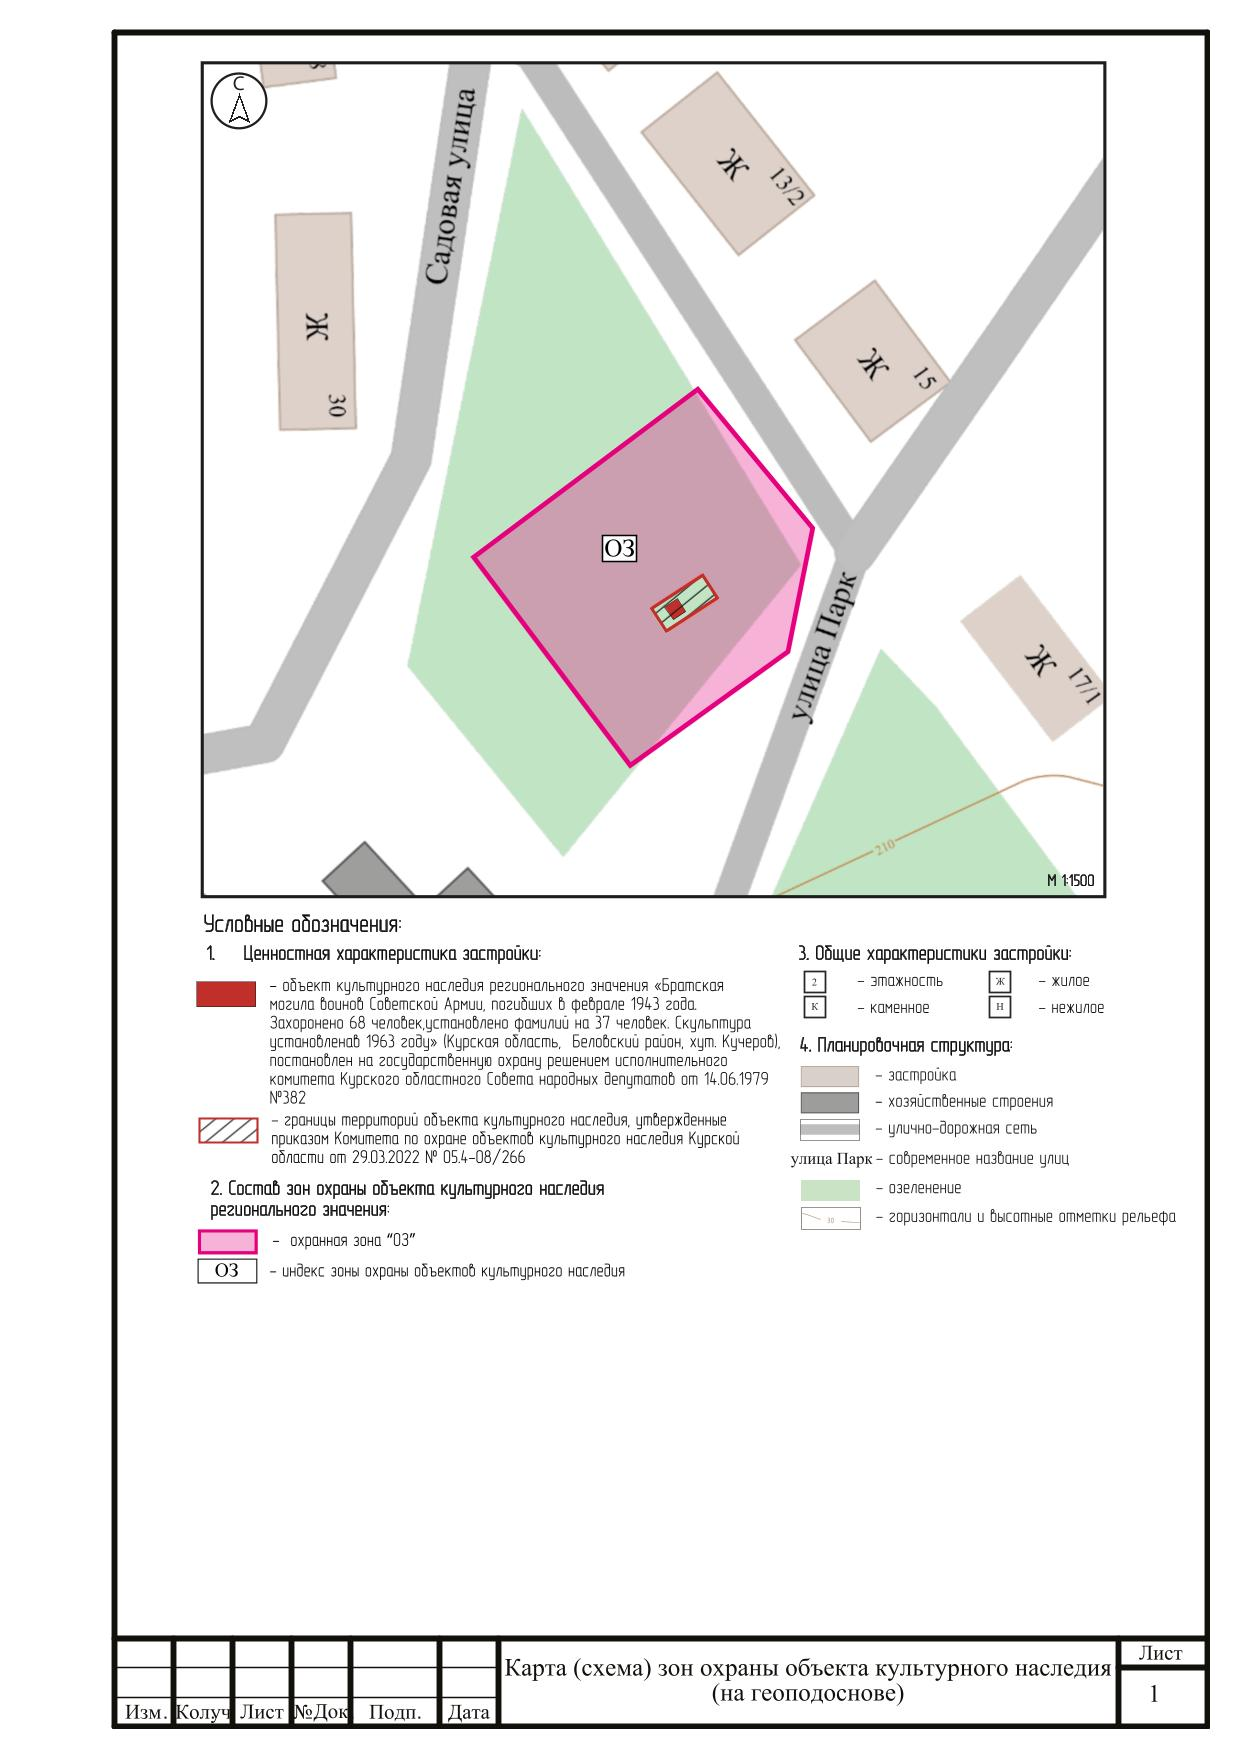 С
Ж
Садовая улица
Ж
13/2
Ж
30
Ж
15
ОЗ
улица Парк
Ж
17/1
210
М 1:1500
Условные обозначения:
1. Ценностная характеристика застройки:
– объект культурного наследия регионального значения «Братская
могила воинов Советской Армии, погибших в феврале 1943 года.
Захоронено 68 человек,установлено фамилий на 37 человек. Скульптура
установленав 1963 году» (Курская область, Беловский район, хут. Кучеров),
постановлен на государственную охрану решением исполнительного
комитета Курского областного Совета народных депутатов от 14.06.1979
№382
– границы территорий объекта культурного наследия, утвержденные
приказом Комитета по охране объектов культурного наследия Курской
области от 29.03.2022 № 05.4-08/266
2. Состав зон охраны объекта культурного наследия
регионального значения:
– охранная зона "ОЗ"
ОЗ – индекс зоны охраны объектов культурного наследия
3. Общие характеристики застройки:
2 – этажность Ж – жилое
К – каменное Н – нежилое
4. Планировочная структура:
– застройка
– хозяйственные строения
– улично-дорожная сеть
улица Парк – современное название улиц
– озеленение
30 – горизонтали и высотные отметки рельефа
Карта (схема) зон охраны объекта культурного наследия
(на геоподоснове)
Лист
1
Изм. Колуч Лист №Док Подп. Дата